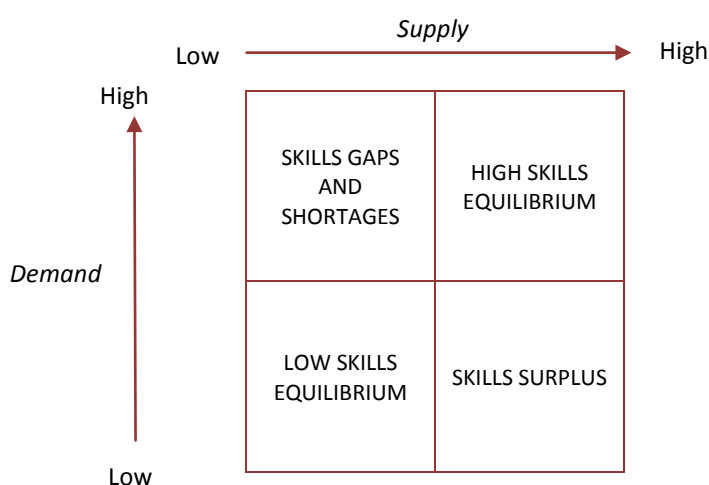 Supply
Low
High
High
SKILLS GAPS
AND
SHORTAGES
HIGH SKILLS
EQUILIBRIUM
Demand
LOW SKILLS
EQUILIBRIUM
SKILLS SURPLUS
Low